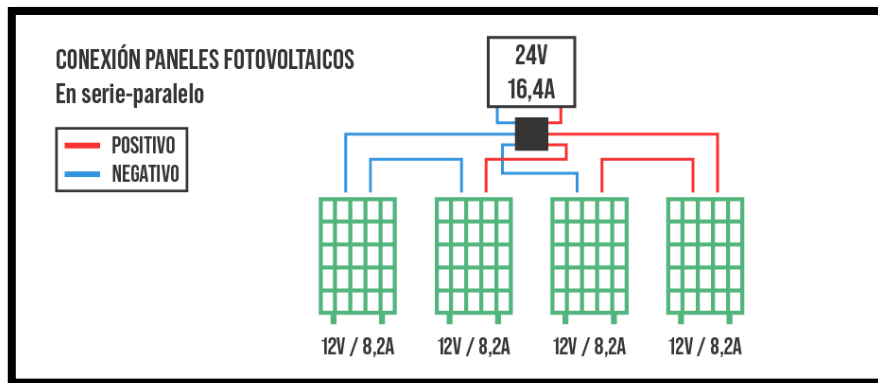 CONEXIÓN PANELES FOTOVOLTAICOS
En serie-paralelo
24V
16,4A
POSITIVO
NEGATIVO
12V / 8,2A
12V / 8,2A
12V / 8,2A
12V / 8,2A